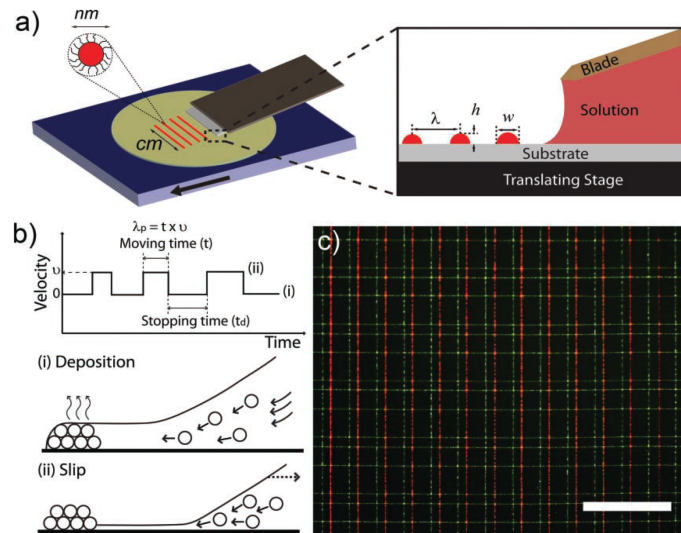 a)
nm
cm
λ
h
w
Blade
Solution
Substrate
Translating Stage
b)
λp = t x υ
Moving time (t)
Velocity
υ
0
(ii)
(i)
Stopping time (td)
Time
(i) Deposition
(ii) Slip
c)